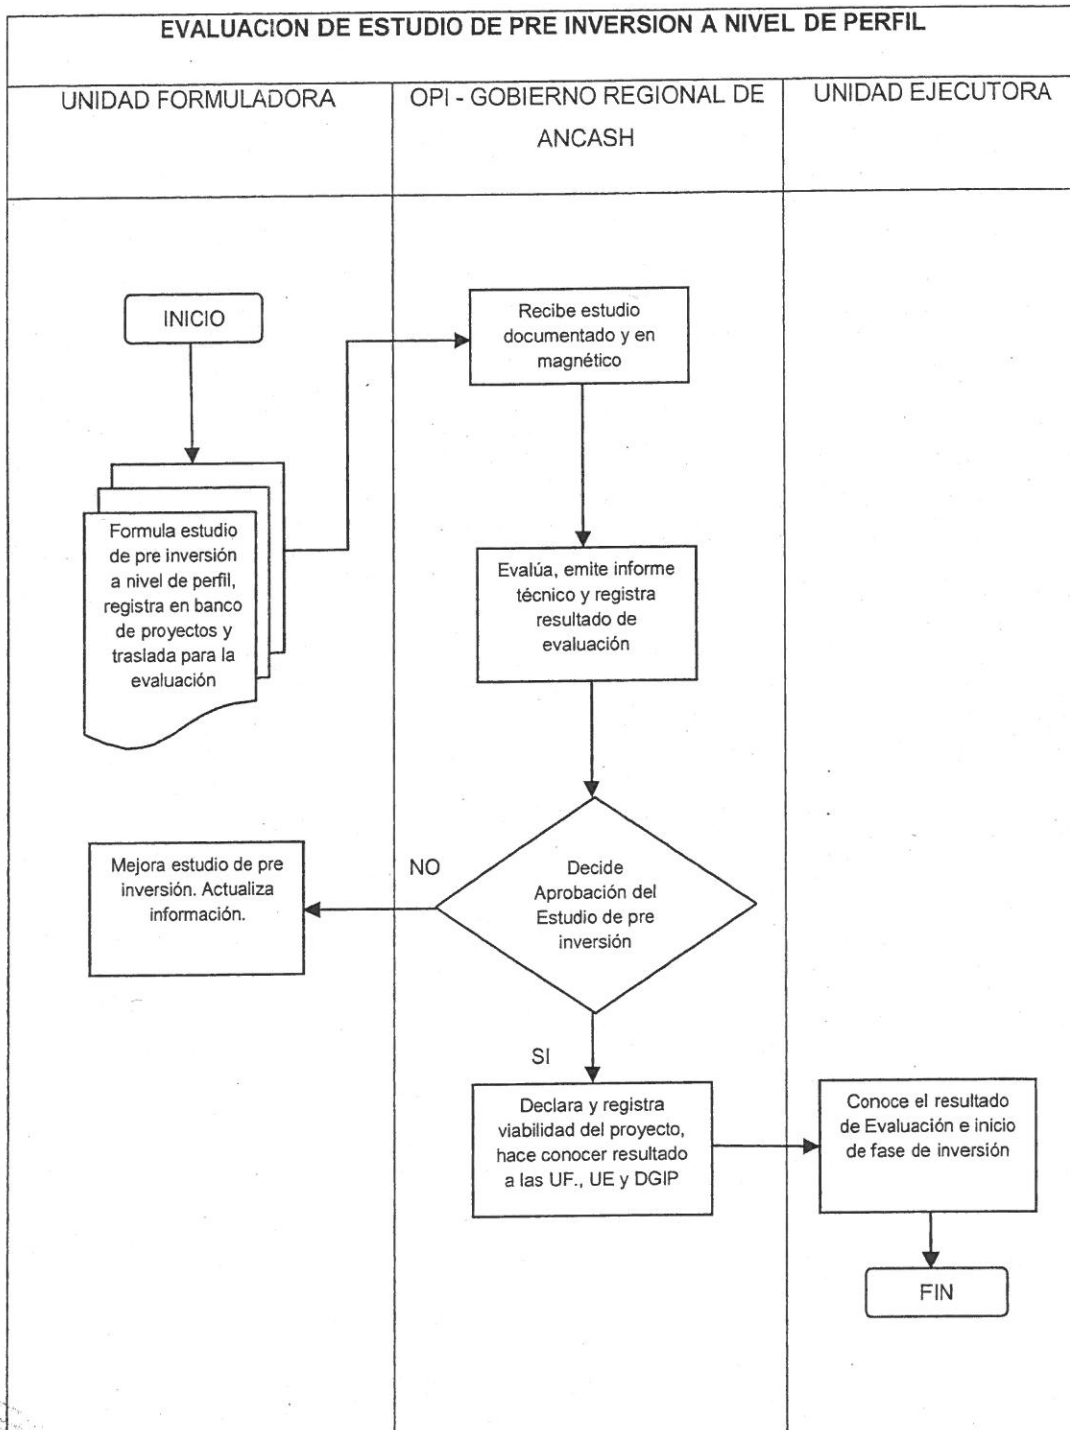 EVALUACION DE ESTUDIO DE PRE INVERSION A NIVEL DE PERFIL
UNIDAD FORMULADORA
OPI - GOBIERNO REGIONAL DE
ANCASH
UNIDAD EJECUTORA
INICIO
Recibe estudio
documentado y en
magnético
Formula estudio
de pre inversión
a nivel de perfil,
registra en banco
de proyectos y
traslada para la
evaluación
Evalúa, emite informe
técnico y registra
resultado de
evaluación
Mejora estudio de pre
inversión. Actualiza
información.
NO
Decide
Aprobación del
Estudio de pre
inversión
SI
Declara y registra
viabilidad del proyecto,
hace conocer resultado
a las UF., UE y DGIP
Conoce el resultado
de Evaluación e inicio
de fase de inversión
FIN